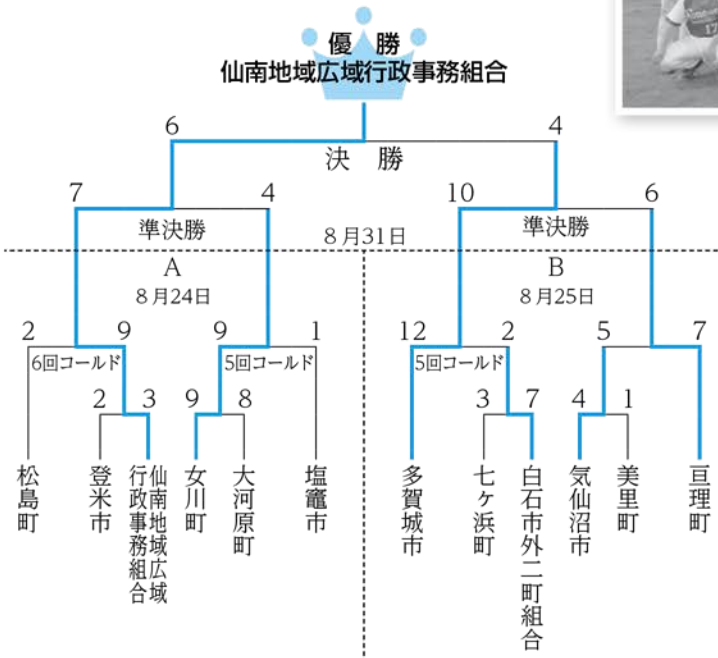 優 勝
仙南地域広域行政事務組合
6 4
決 勝
7 4 10 6
準決勝 準決勝
8月31日
A B
8月24日 8月25日
2 9 9 1 12 2 5 7
6回コールド 5回コールド 5回コールド
2 3 9 8 3 7 4 1
松島町
登米市
仙南地域広域
行政事務組合
女川町
大河原町
塩竈市
多賀城市
七ヶ浜町
白石市外二町組合
気仙沼市
美里町
亘理町